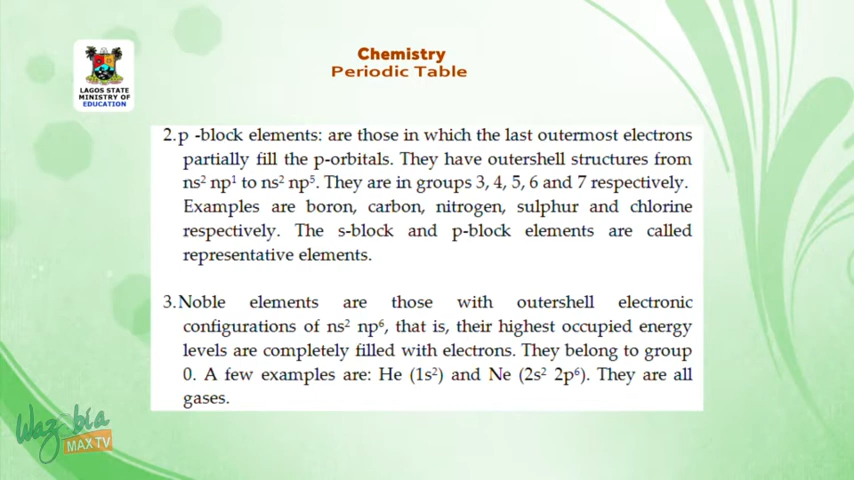 Chemistry
Periodic Table
LAGOS STATE
MINISTRY OF
EDUCATION
2.p -block elements: are those in which the last outermost electrons
partially fill the p-orbitals. They have outershell structures from
ns² np¹ to ns² np⁵. They are in groups 3, 4, 5, 6 and 7 respectively.
Examples are boron, carbon, nitrogen, sulphur and chlorine
respectively. The s-block and p-block elements are called
representative elements.
3.Noble elements are those with outershell electronic
configurations of ns² np⁶, that is, their highest occupied energy
levels are completely filled with electrons. They belong to group
0. A few examples are: He (1s²) and Ne (2s² 2p⁶). They are all
gases.
Wazobia
MAX TV